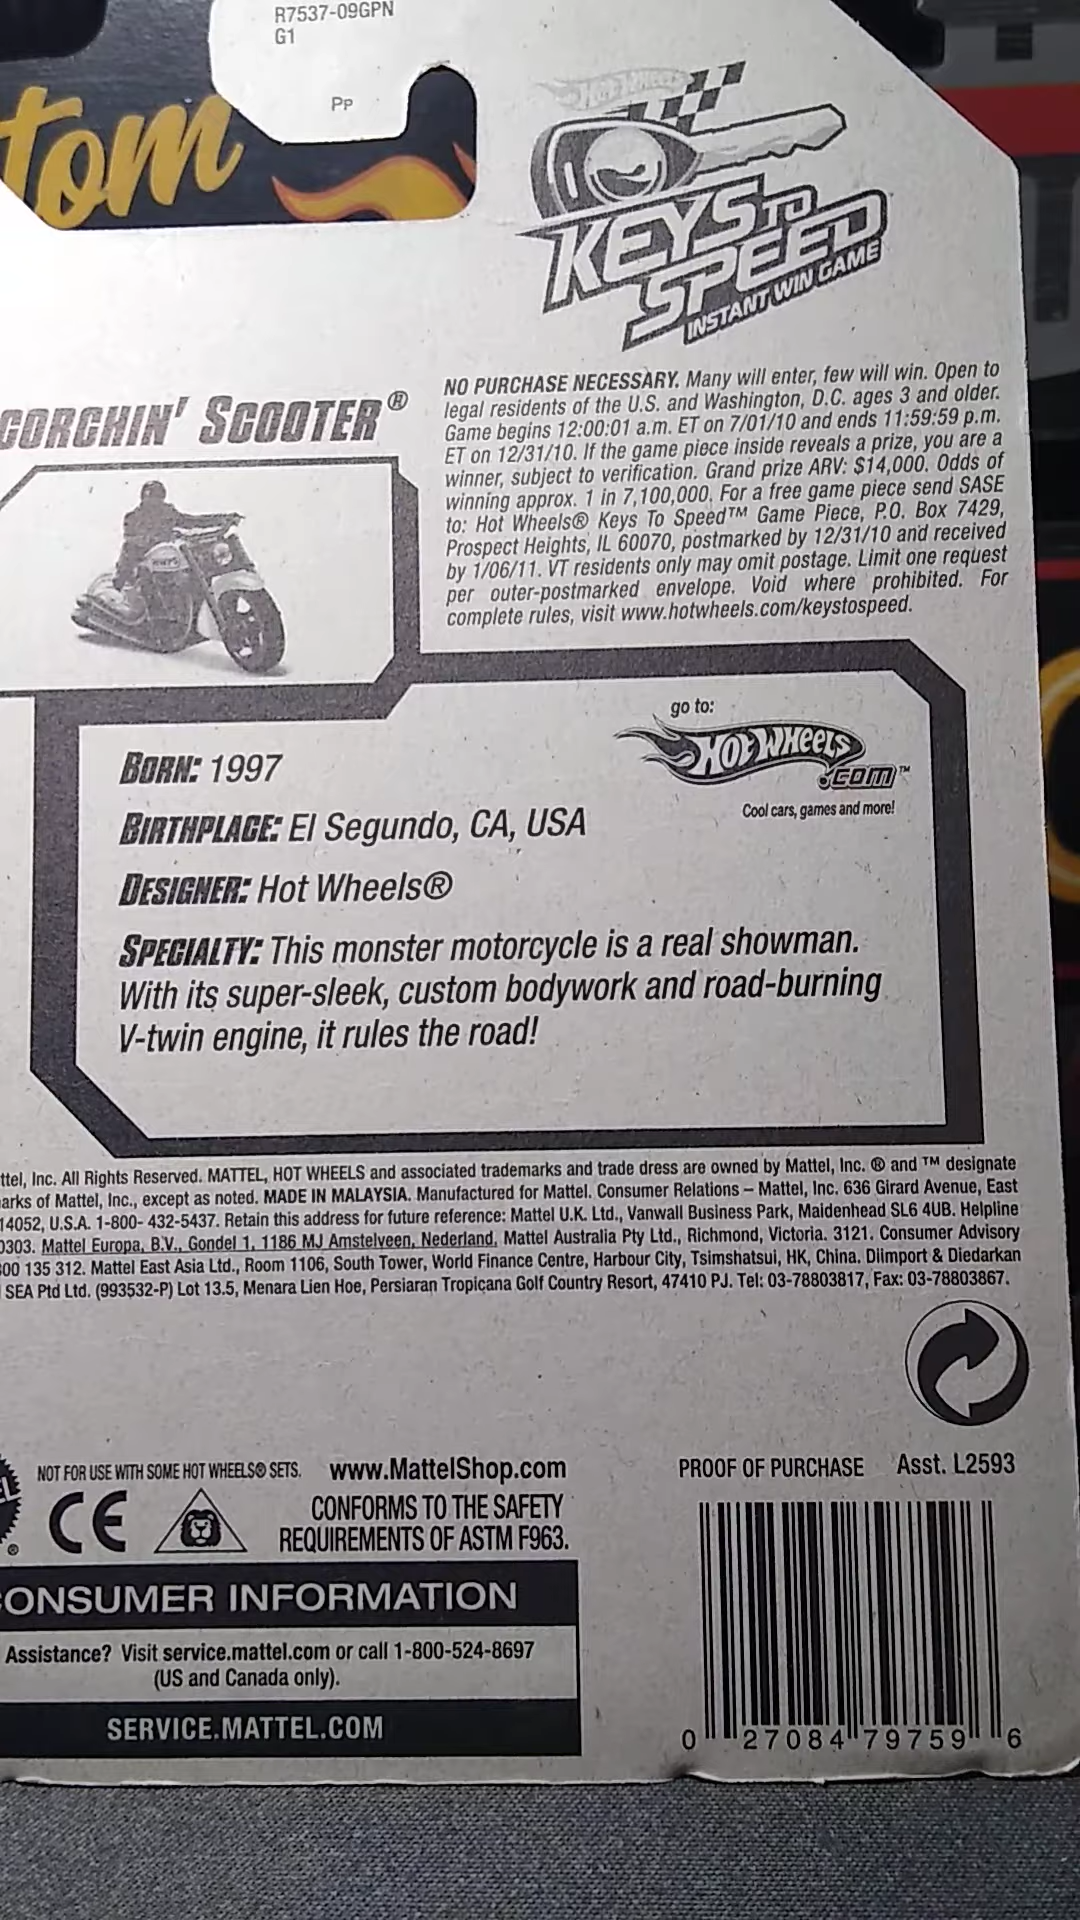 R7537-09GPN
G1
Pp
tom
Hot Wheels
KEYS TO
SPEED
INSTANT WIN GAME
NO PURCHASE NECESSARY. Many will enter, few will win. Open to
legal residents of the U.S. and Washington, D.C. ages 3 and older.
Game begins 12:00:01 a.m. ET on 7/01/10 and ends 11:59:59 p.m.
ET on 12/31/10. If the game piece inside reveals a prize, you are a
winner, subject to verification. Grand prize ARV: $14,000. Odds of
winning approx. 1 in 7,100,000. For a free game piece send SASE
to: Hot Wheels® Keys To Speed™ Game Piece, P.O. Box 7429,
Prospect Heights, IL 60070, postmarked by 12/31/10 and received
by 1/06/11. VT residents only may omit postage. Limit one request
per outer-postmarked envelope. Void where prohibited. For
complete rules, visit www.hotwheels.com/keystospeed.
CORCHIN' SCOOTER®
go to:
HOT WHEELS
.COM™
Cool cars, games and more!
BORN: 1997
BIRTHPLACE: El Segundo, CA, USA
DESIGNER: Hot Wheels®
SPECIALTY: This monster motorcycle is a real showman.
With its super-sleek, custom bodywork and road-burning
V-twin engine, it rules the road!
ttel, Inc. All Rights Reserved. MATTEL, HOT WHEELS and associated trademarks and trade dress are owned by Mattel, Inc. ® and ™ designate
arks of Mattel, Inc., except as noted. MADE IN MALAYSIA. Manufactured for Mattel. Consumer Relations – Mattel, Inc. 636 Girard Avenue, East
14052, U.S.A. 1-800- 432-5437. Retain this address for future reference: Mattel U.K. Ltd., Vanwall Business Park, Maidenhead SL6 4UB. Helpline
0303. Mattel Europa, B.V., Gondel 1, 1186 MJ Amstelveen, Nederland. Mattel Australia Pty Ltd., Richmond, Victoria. 3121. Consumer Advisory
300 135 312. Mattel East Asia Ltd., Room 1106, South Tower, World Finance Centre, Harbour City, Tsimshatsui, HK, China. Diimport & Diedarkan
SEA Ptd Ltd. (993532-P) Lot 13.5, Menara Lien Hoe, Persiaran Tropicana Golf Country Resort, 47410 PJ. Tel: 03-78803817, Fax: 03-78803867.
NOT FOR USE WITH SOME HOT WHEELS® SETS.
www.MattelShop.com
CE
CONFORMS TO THE SAFETY
REQUIREMENTS OF ASTM F963.
PROOF OF PURCHASE Asst. L2593
ONSUMER INFORMATION
Assistance? Visit service.mattel.com or call 1-800-524-8697
(US and Canada only).
SERVICE.MATTEL.COM
0 27084 79759 6